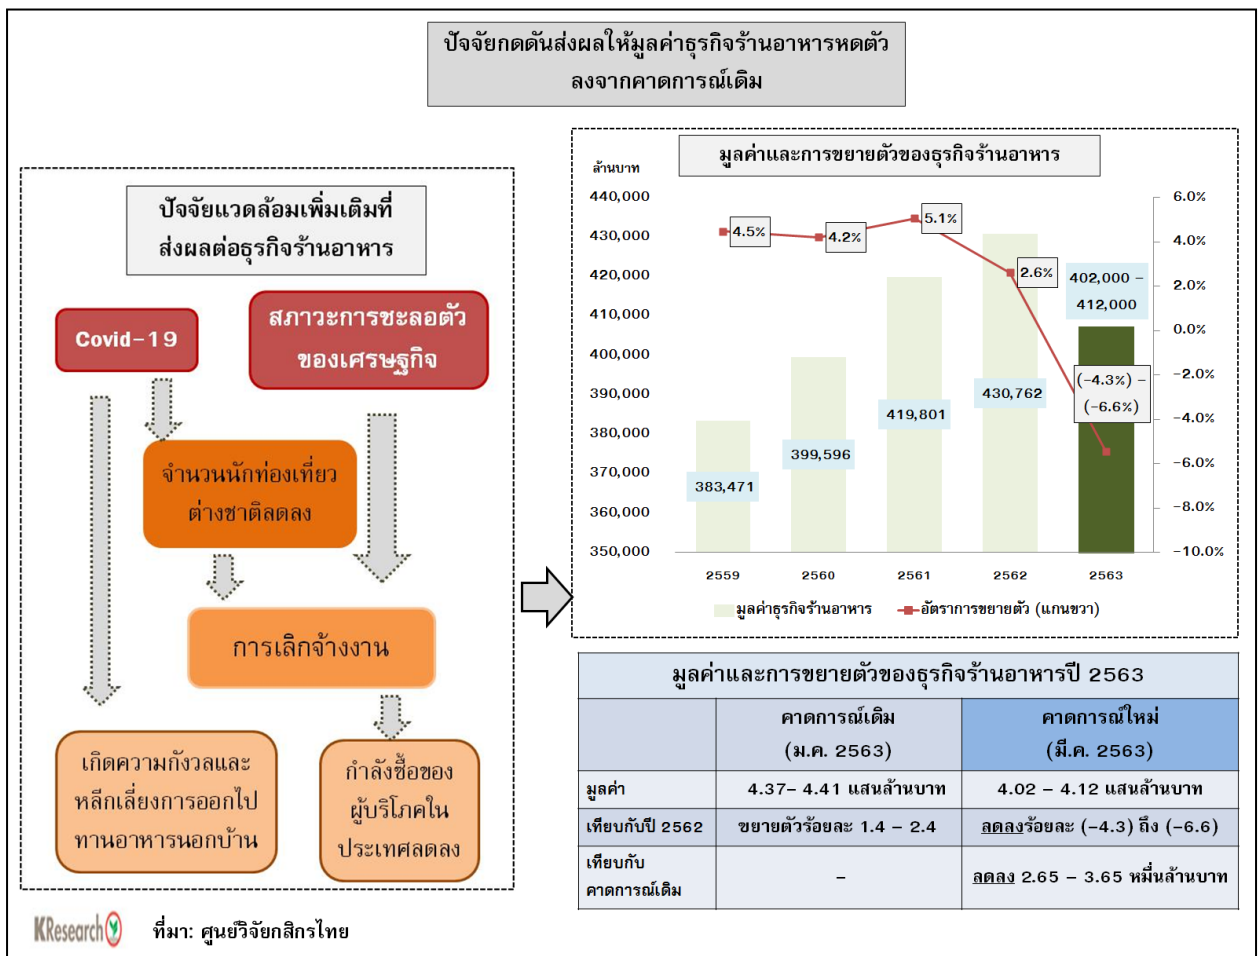 ปัจจัยกดดันส่งผลให้มูลค่าธุรกิจร้านอาหารหดตัว
ลงจากคาดการณ์เดิม
ปัจจัยแวดล้อมเพิ่มเติมที่
ส่งผลต่อธุรกิจร้านอาหาร
Covid-19
สภาวะการชะลอตัว
ของเศรษฐกิจ
จำนวนนักท่องเที่ยว
ต่างชาติลดลง
การเลิกจ้างงาน
เกิดความกังวลและ
หลีกเลี่ยงการออกไป
ทานอาหารนอกบ้าน
กำลังซื้อของ
ผู้บริโภคใน
ประเทศลดลง
มูลค่าและการขยายตัวของธุรกิจร้านอาหาร
ล้านบาท
440,000
430,000
420,000
410,000
400,000
390,000
380,000
370,000
360,000
350,000
6.0%
4.0%
2.0%
0.0%
-2.0%
-4.0%
-6.0%
-8.0%
-10.0%
4.5%
4.2%
5.1%
2.6%
(-4.3%) -
(-6.6%)
383,471
399,596
419,801
430,762
402,000 -
412,000
2559 2560 2561 2562 2563
มูลค่าธุรกิจร้านอาหาร อัตราการขยายตัว (แกนขวา)
มูลค่าและการขยายตัวของธุรกิจร้านอาหารปี 2563
คาดการณ์เดิม
(ม.ค. 2563)
คาดการณ์ใหม่
(มี.ค. 2563)
มูลค่า 4.37- 4.41 แสนล้านบาท 4.02 - 4.12 แสนล้านบาท
เทียบกับปี 2562 ขยายตัวร้อยละ 1.4 - 2.4 ลดลงร้อยละ (-4.3) ถึง (-6.6)
เทียบกับ
คาดการณ์เดิม - ลดลง 2.65 - 3.65 หมื่นล้านบาท
KResearch ที่มา: ศูนย์วิจัยกสิกรไทย